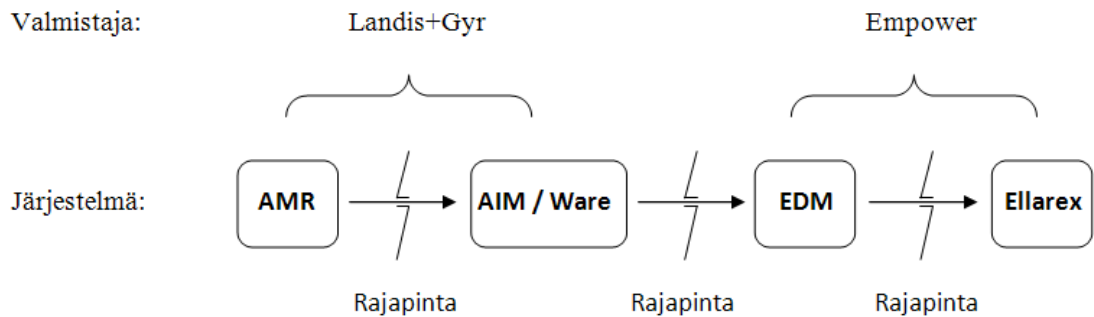 Valmistaja: Landis+Gyr Empower
Järjestelmä: AMR AIM / Ware EDM Ellarex
Rajapinta Rajapinta Rajapinta